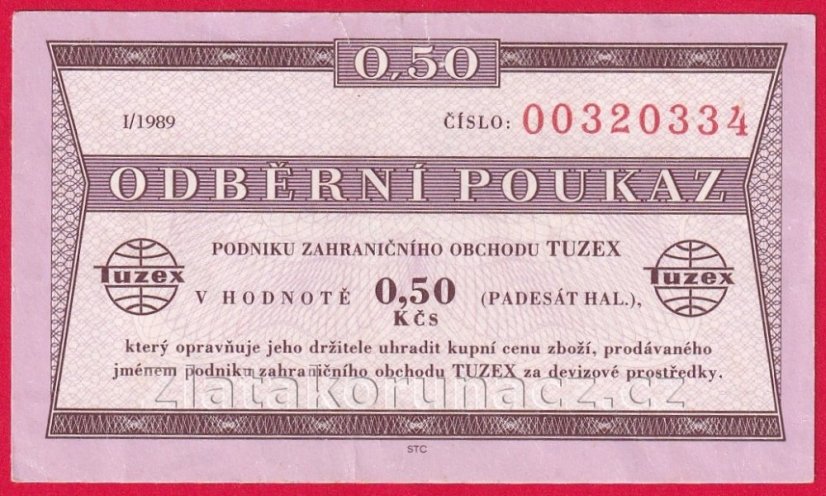 0,50
I/1989 ČÍSLO: 00320334
ODBĚRNÍ POUKAZ
PODNIKU ZAHRANIČNÍHO OBCHODU TUZEX
Tuzex
V HODNOTĚ 0,50 (PADESÁT HAL.),
Tuzex
KČS
který opravňuje jeho držitele uhradit kupní cenu zboží, prodávaného
jménem podniku zahraničního obchodu TUZEX za devizové prostředky.
zlatakorunacz.cz
STC